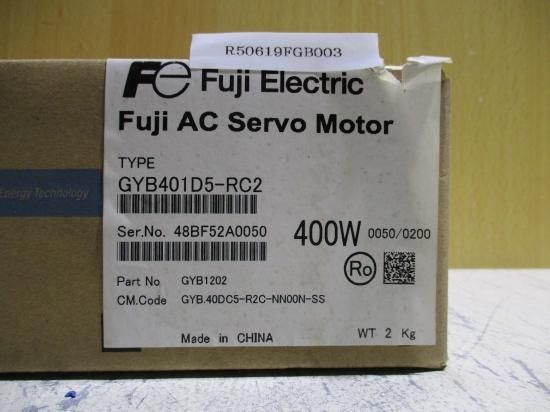 R50619FGB003
Fe Fuji Electric
Fuji AC Servo Motor
TYPE
GYB401D5-RC2
Energy Technology
Ser.No. 48BF52A0050
400W 0050/0200
Ro
Part No GYB1202
CM.Code GYB.40DC5-R2C-NN00N-SS
Made in CHINA
WT 2 Kg